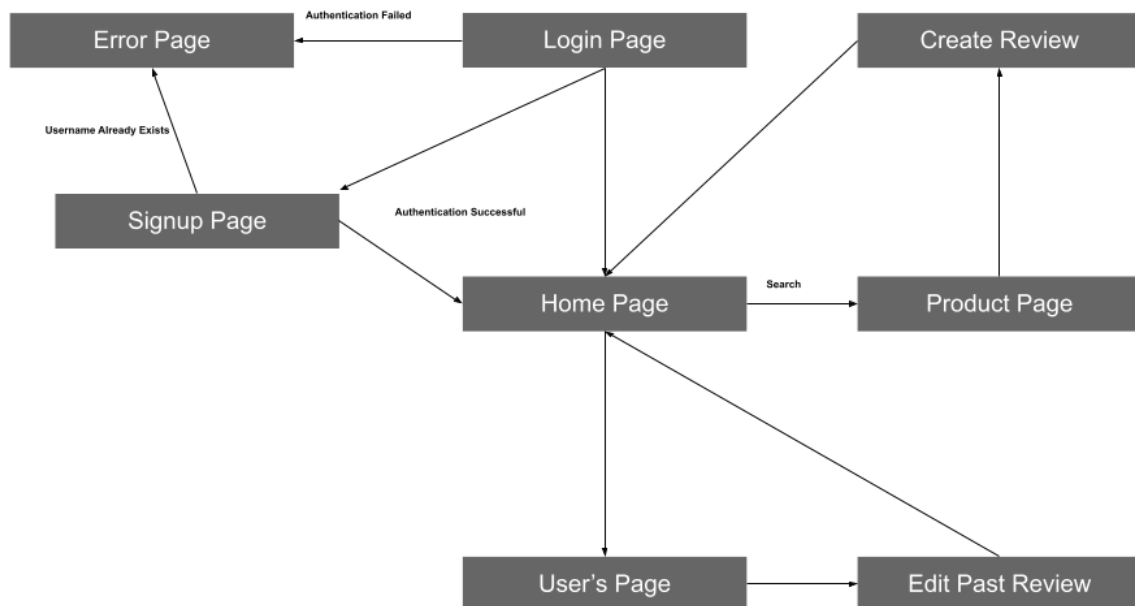 Authentication Failed
Error Page
Login Page
Create Review
Username Already Exists
Signup Page
Authentication Successful
Search
Home Page
Product Page
User's Page
Edit Past Review